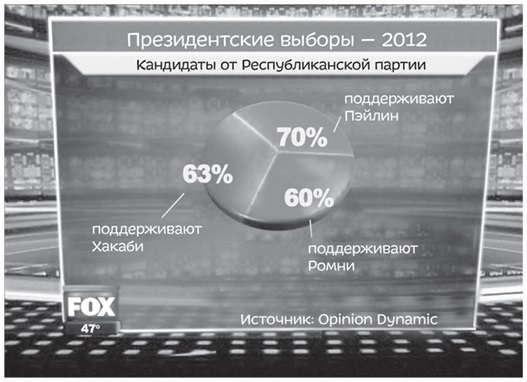 Президентские выборы – 2012
Кандидаты от Республиканской партии
поддерживают
Пэйлин
70%
63%
60%
поддерживают
Хакаби
поддерживают
Ромни
FOX
47°
Источник: Opinion Dynamic